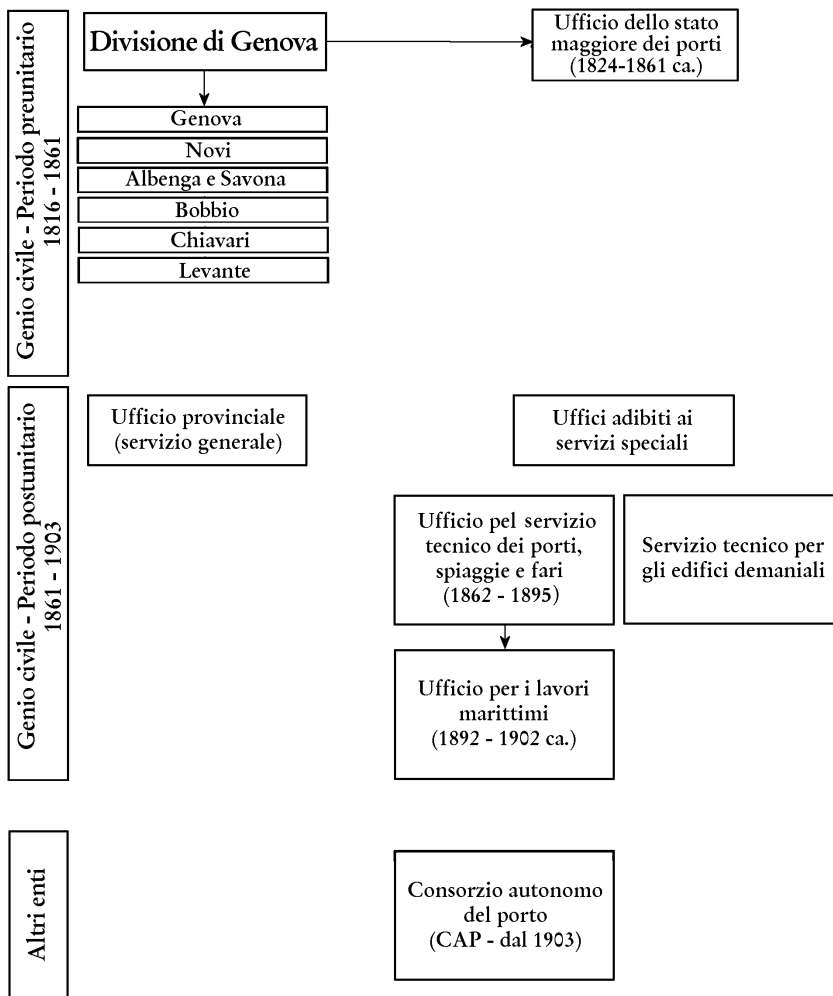 Genio civile - Periodo preunitario
1816 - 1861
Divisione di Genova
Ufficio dello stato
maggiore dei porti
(1824-1861 ca.)
Genova
Novi
Albenga e Savona
Bobbio
Chiavari
Levante
Genio civile - Periodo postunitario
1861 - 1903
Ufficio provinciale
(servizio generale)
Uffici adibiti ai
servizi speciali
Ufficio pel servizio
tecnico dei porti,
spiaggie e fari
(1862 - 1895)
Servizio tecnico per
gli edifici demaniali
Ufficio per i lavori
marittimi
(1892 - 1902 ca.)
Altri enti
Consorzio autonomo
del porto
(CAP - dal 1903)